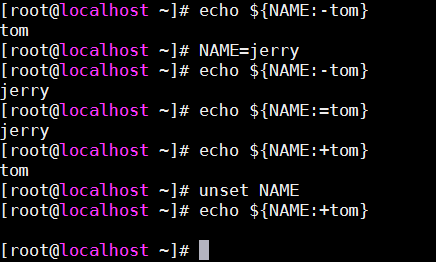 [root@localhost ~]# echo ${NAME:-tom}
tom
[root@localhost ~]# NAME=jerry
[root@localhost ~]# echo ${NAME:-tom}
jerry
[root@localhost ~]# echo ${NAME:=tom}
jerry
[root@localhost ~]# echo ${NAME:+tom}
tom
[root@localhost ~]# unset NAME
[root@localhost ~]# echo ${NAME:+tom}

[root@localhost ~]#